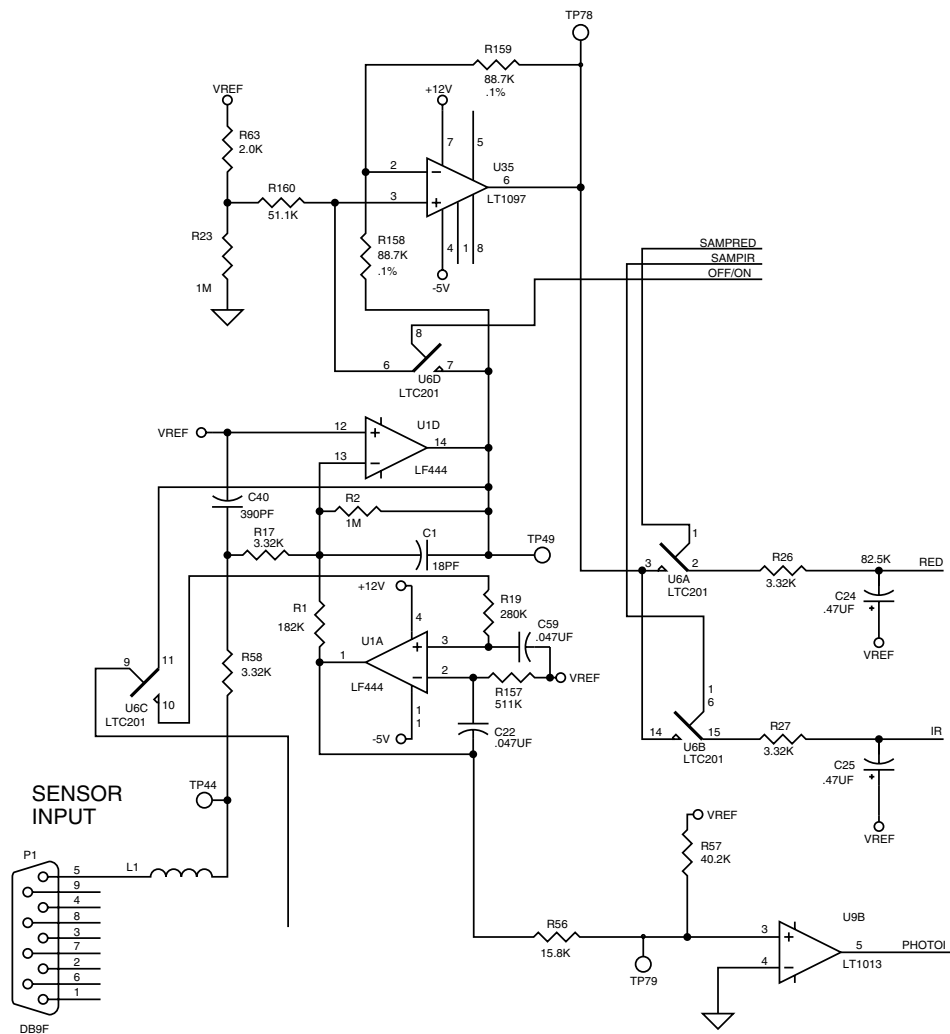 TP78
R159
88.7K
.1%
VREF
+12V
R63
2.0K
7
5
2
U35
6
LT1097
R160
51.1K
3
R23
1M
R158
88.7K
.1%
4
1
8
-5V
SAMPRED
SAMPIR
OFF/ON
8
6
7
U6D
LTC201
VREF
12
U1D
14
13
LF444
C40
390PF
R2
1M
R17
3.32K
C1
18PF
TP49
1
3
2
U6A
LTC201
R26
3.32K
82.5K
RED
C24
.47UF
+
VREF
+12V
R19
280K
R1
182K
4
C59
.047UF
U1A
3
1
LF444
2
R157
511K
VREF
R58
3.32K
9
11
10
U6C
LTC201
1
1
-5V
C22
.047UF
1
6
14
15
U6B
LTC201
R27
3.32K
IR
C25
.47UF
+
VREF
TP44
SENSOR
INPUT
P1
L1
5
9
4
8
3
7
2
6
1
DB9F
VREF
R57
40.2K
R56
15.8K
TP79
U9B
3
5
PHOTOI
4
LT1013